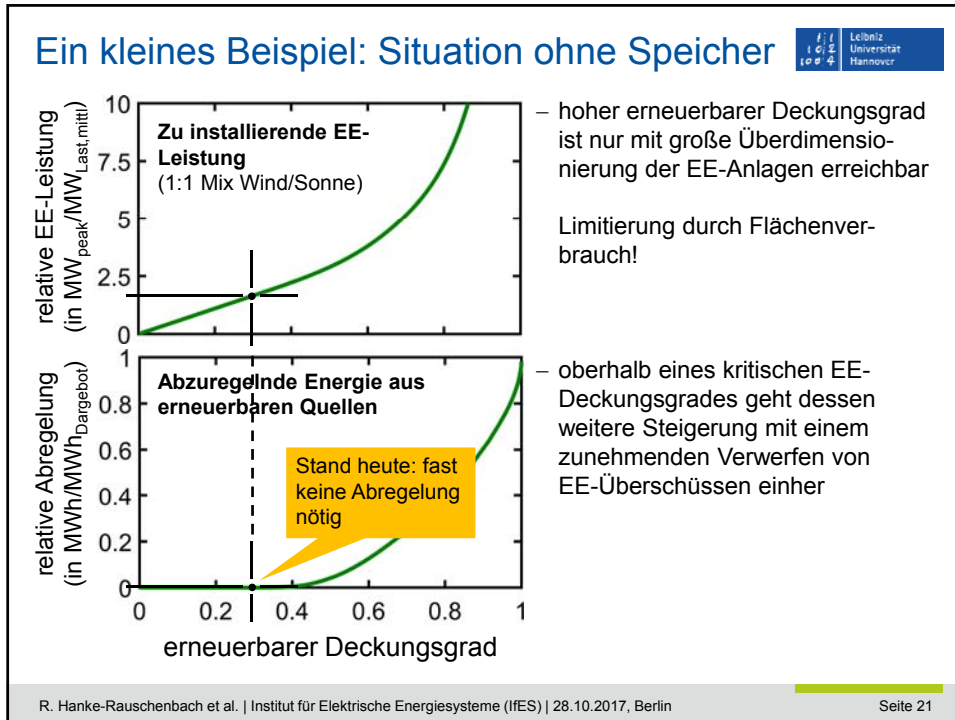 Ein kleines Beispiel: Situation ohne Speicher
Leibniz
Universität
Hannover
relative EE-Leistung
(in MWpeak/MWLast,mittl)
10
7.5
5
2.5
0
Zu installierende EE-
Leistung
(1:1 Mix Wind/Sonne)
– hoher erneuerbarer Deckungsgrad
ist nur mit große Überdimensio-
nierung der EE-Anlagen erreichbar
Limitierung durch Flächenver-
brauch!
relative Abregelung
(in MWh/MWhDargebot)
1
0.8
0.6
0.4
0.2
0
Abzuregelnde Energie aus
erneuerbaren Quellen
Stand heute: fast
keine Abregelung
nötig
0 0.2 0.4 0.6 0.8 1
erneuerbarer Deckungsgrad
– oberhalb eines kritischen EE-
Deckungsgrades geht dessen
weitere Steigerung mit einem
zunehmenden Verwerfen von
EE-Überschüssen einher
R. Hanke-Rauschenbach et al. | Institut für Elektrische Energiesysteme (IfES) | 28.10.2017, Berlin
Seite 21